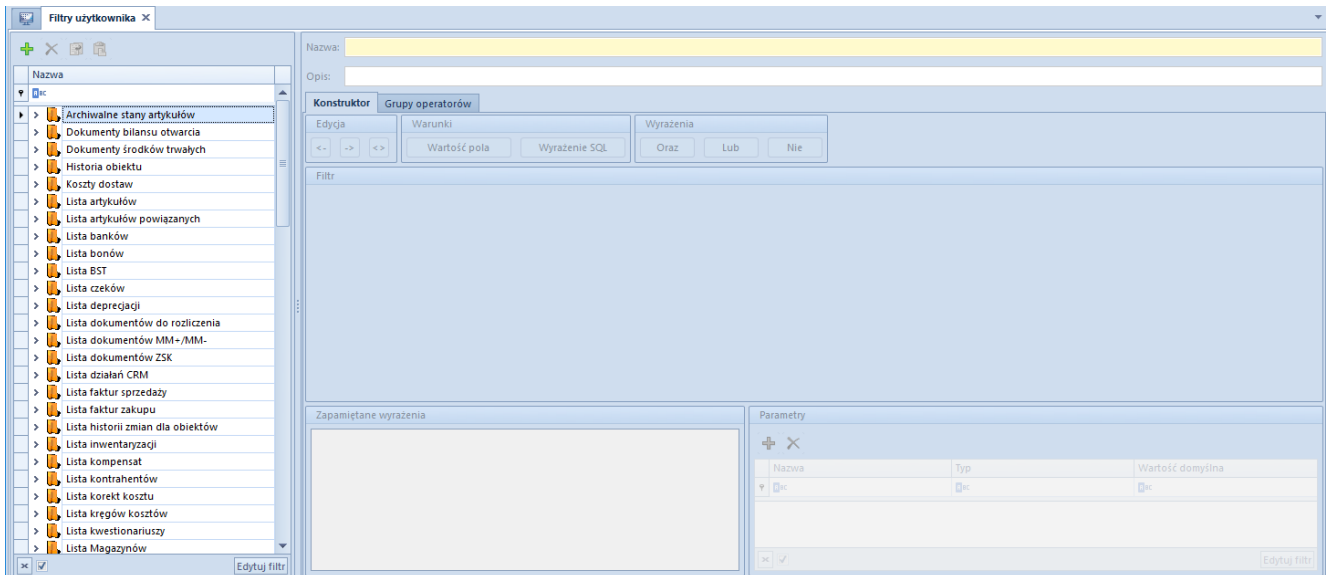 Filtry użytkownika
Nazwa
Archiwalne stany artykułów
Dokumenty bilansu otwarcia
Dokumenty środków trwałych
Historia obiektu
Koszty dostaw
Lista artykułów
Lista artykułów powiązanych
Lista banków
Lista bonów
Lista BST
Lista czeków
Lista deprecjacji
Lista dokumentów do rozliczenia
Lista dokumentów MM+/MM-
Lista dokumentów ZSK
Lista działań CRM
Lista faktur sprzedaży
Lista faktur zakupu
Lista historii zmian dla obiektów
Lista inwentaryzacji
Lista kompensat
Lista kontrahentów
Lista korekt kosztu
Lista kręgów kosztów
Lista kwestionariuszy
Lista Magazynów
Edytuj filtr
Nazwa:
Opis:
Konstruktor Grupy operatorów
Edycja Warunki Wyrażenia
<- -> <> Wartość pola Wyrażenie SQL Oraz Lub Nie
Filtr
Zapamiętane wyrażenia
Parametry
Nazwa Typ Wartość domyślna
Edytuj filtr